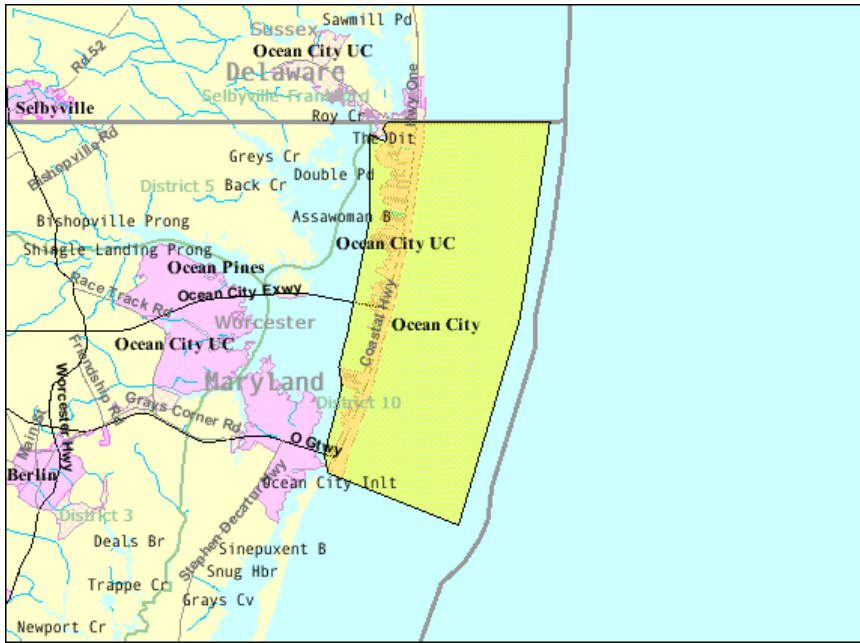 Sawmill Pd
Sussex
Ocean City UC
Rd 52
Delaware
Hwy One
Selbyville-Frankford
Selbyville
Roy Cr
The Dit
Bishopville Rd
Greys Cr
Double Pd
District 5
Back Cr
Assawoman B
Bishopville Prong
Ocean City UC
Shingle Landing Prong
Ocean Pines
Race Track Rd
Ocean City Exwy
Worcester
Ocean City
Coastal Hwy
Ocean City UC
Friendship Rd
Worcester Hwy
Maryland
Grays Corner Rd
District 10
Main St
O Gtwy
Berlin
Ocean City Inlt
Stephen Decatur Hwy
District 3
Deals Br
Sinepuxent B
Snug Hbr
Trappe Cr
Grays Cv
Newport Cr